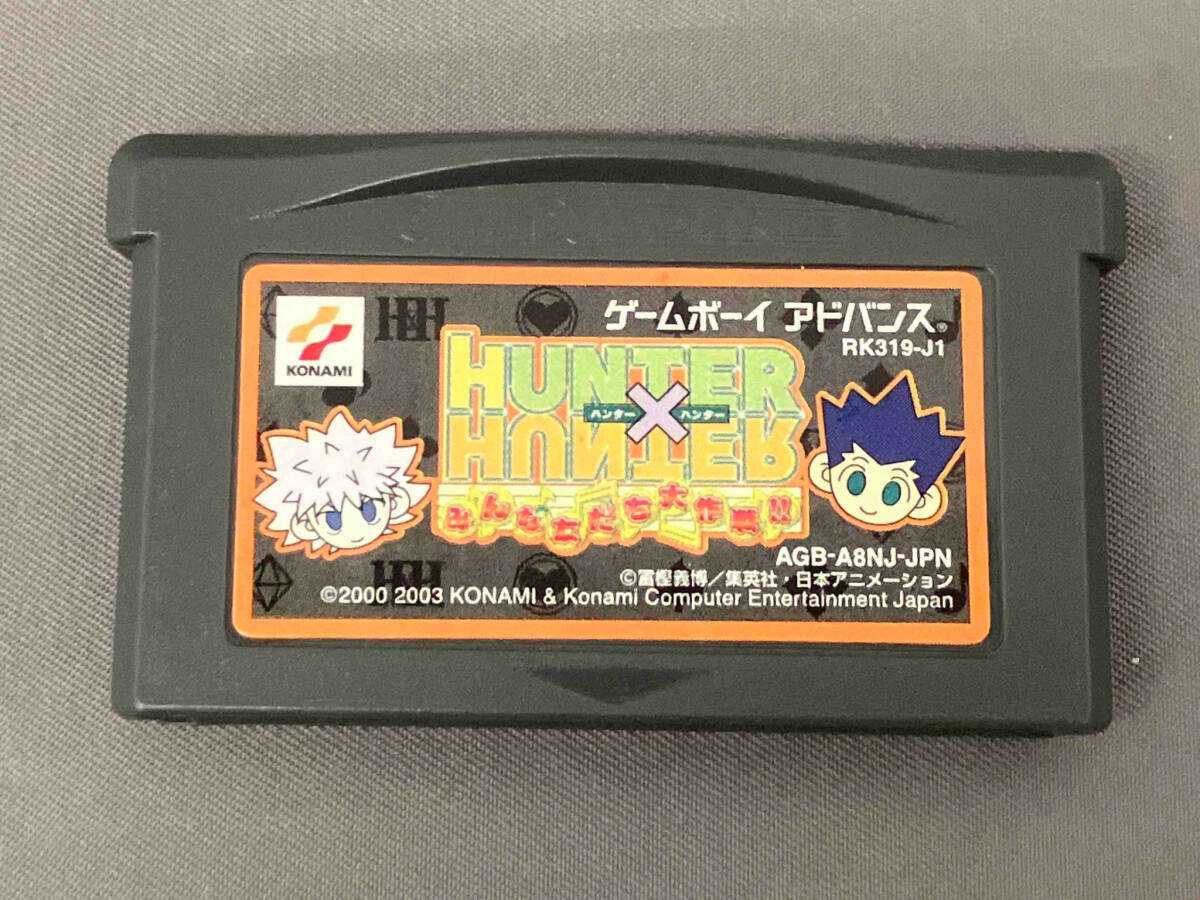 ゲームボーイ アドバンス®
RK319-J1
KONAMI
HUNTER
ハンター×ハンター
HUNTER
みんな友だち大作戦!!
AGB-A8NJ-JPN
©冨樫義博/集英社・日本アニメーション
©2000 2003 KONAMI & Konami Computer Entertainment Japan